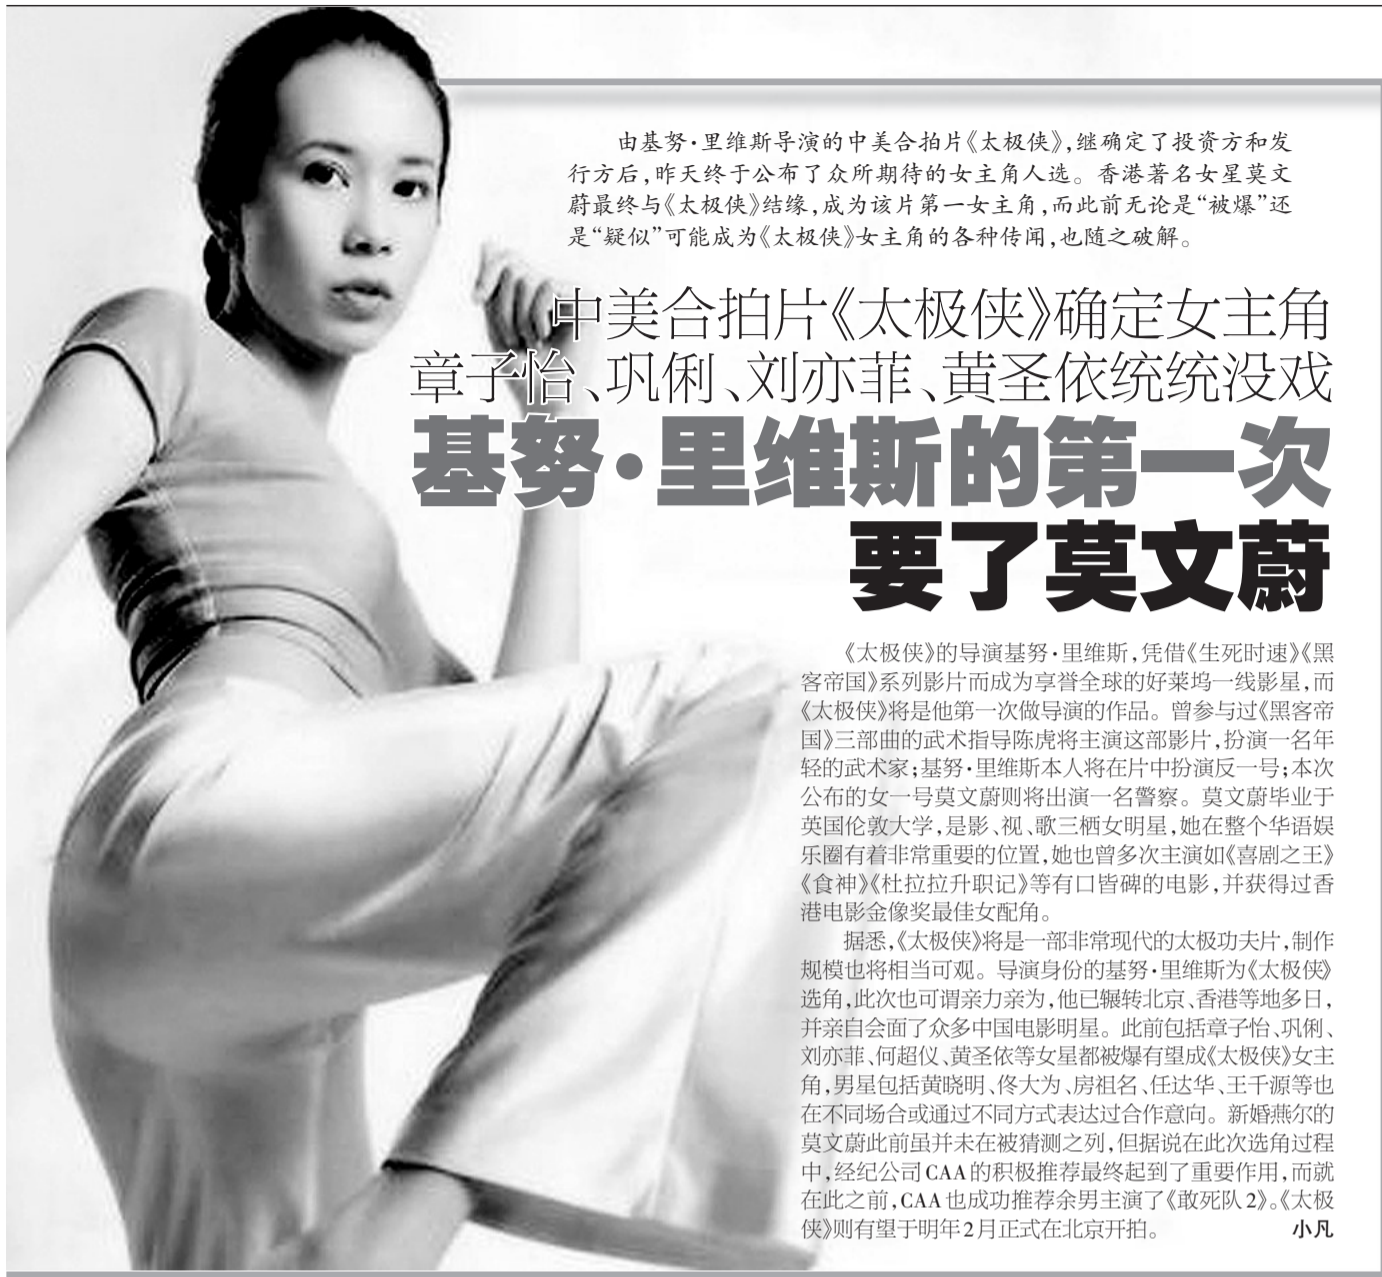 由基努·里维斯导演的中美合拍片《太极侠》,继确定了投资方和发
行方后,昨天终于公布了众所期待的女主角人选。香港著名女星莫文
蔚最终与《太极侠》结缘,成为该片第一女主角,而此前无论是“被爆”还
是“疑似”可能成为《太极侠》女主角的各种传闻,也随之破解。
中美合拍片《太极侠》确定女主角
章子怡、巩俐、刘亦菲、黄圣依统统没戏
基努·里维斯的第一次
要了莫文蔚
《太极侠》的导演基努·里维斯,凭借《生死时速》《黑
客帝国》系列影片而成为享誉全球的好莱坞一线影星,而
《太极侠》将是他第一次做导演的作品。曾参与过《黑客帝
国》三部曲的武术指导陈虎将主演这部影片,扮演一名年
轻的武术家;基努·里维斯本人将在片中扮演反一号;本次
公布的女一号莫文蔚则将出演一名警察。莫文蔚毕业于
英国伦敦大学,是影、视、歌三栖女明星,她在整个华语娱
乐圈有着非常重要的位置,她也曾多次主演如《喜剧之王》
《食神》《杜拉拉升职记》等有口皆碑的电影,并获得过香
港电影金像奖最佳女配角。
据悉,《太极侠》将是一部非常现代的太极功夫片,制作
规模也将相当可观。导演身份的基努·里维斯为《太极侠》
选角,此次也可谓亲力亲为,他已辗转北京、香港等地多日,
并亲自会面了众多中国电影明星。此前包括章子怡、巩俐、
刘亦菲、何超仪、黄圣依等女星都被爆有望成《太极侠》女主
角,男星包括黄晓明、佟大为、房祖名、任达华、王千源等也
在不同场合或通过不同方式表达过合作意向。新婚燕尔的
莫文蔚此前虽并未在被猜测之列,但据说在此次选角过程
中,经纪公司CAA的积极推荐最终起到了重要作用,而就
在此之前,CAA也成功推荐余男主演了《敢死队2》。《太极
侠》则有望于明年2月正式在北京开拍。 小凡